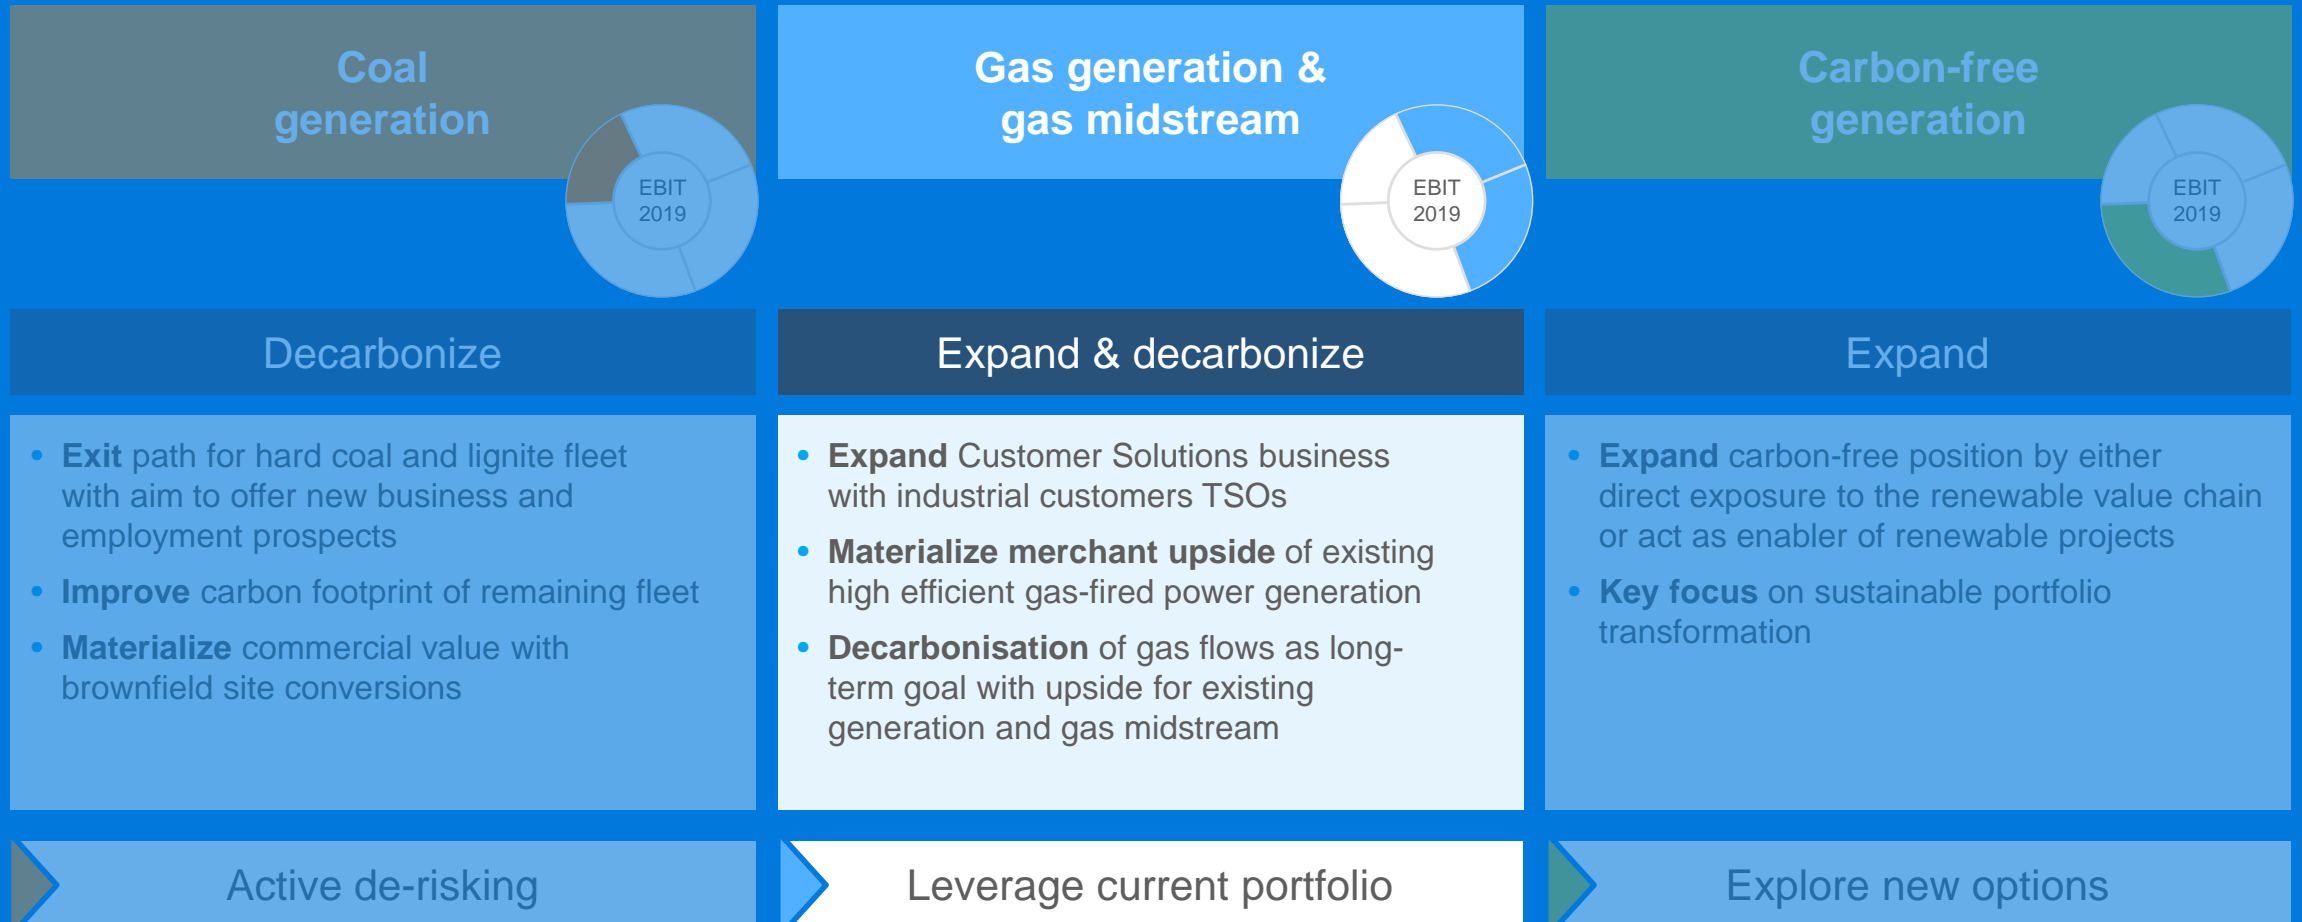 Coal
generation
EBIT
2019
Decarbonize
• Exit path for hard coal and lignite fleet
with aim to offer new business and
employment prospects
• Improve carbon footprint of remaining fleet
• Materialize commercial value with
brownfield site conversions
Active de-risking
Gas generation &
gas midstream
EBIT
2019
Expand & decarbonize
• Expand Customer Solutions business
with industrial customers TSOs
• Materialize merchant upside of existing
high efficient gas-fired power generation
• Decarbonisation of gas flows as long-
term goal with upside for existing
generation and gas midstream
Leverage current portfolio
Carbon-free
generation
EBIT
2019
Expand
• Expand carbon-free position by either
direct exposure to the renewable value chain
or act as enabler of renewable projects
• Key focus on sustainable portfolio
transformation
Explore new options